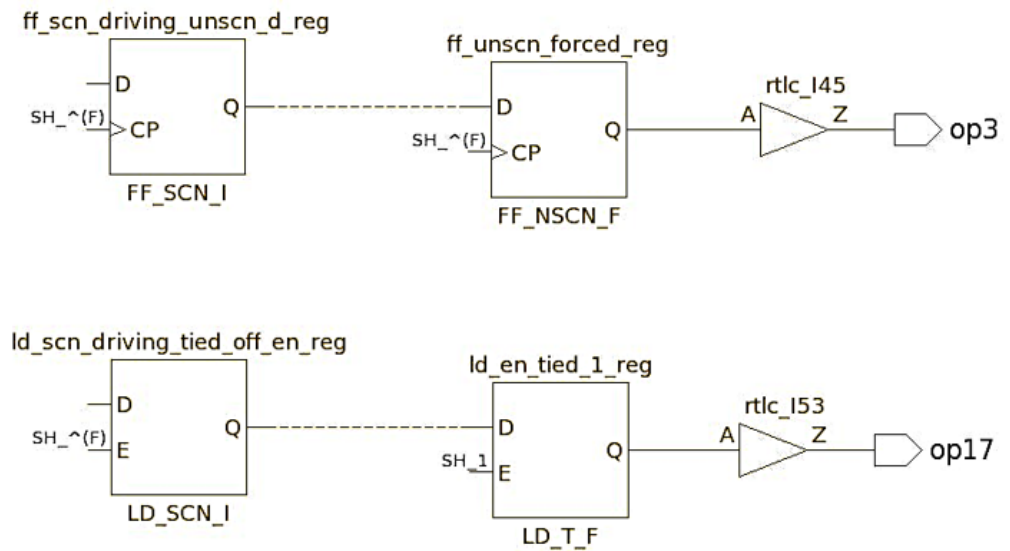 ff_scn_driving_unscn_d_reg
D
Q
SH_^(F)
CP
FF_SCN_I
ff_unscn_forced_reg
D
Q
SH_^(F)
CP
FF_NSCN_F
rtlc_I45
A
Z
op3
ld_scn_driving_tied_off_en_reg
D
Q
SH_^(F)
E
LD_SCN_I
ld_en_tied_1_reg
D
Q
SH_1
E
LD_T_F
rtlc_I53
A
Z
op17